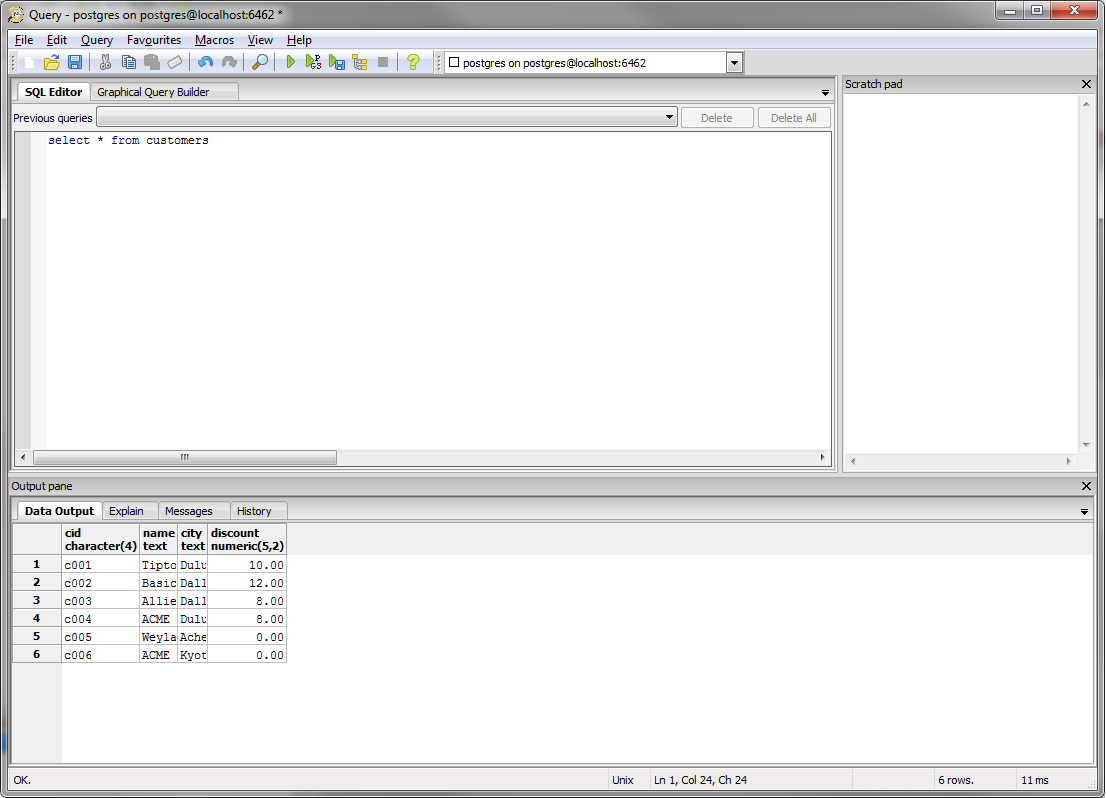 Query - postgres on postgres@localhost:6462 *
File Edit Query Favourites Macros View Help
postgres on postgres@localhost:6462
SQL Editor Graphical Query Builder
Scratch pad
Previous queries Delete Delete All
select * from customers
Output pane
Data Output Explain Messages History
cid name city discount
character(4) text text numeric(5,2)
1 c001 Tipto Dulu 10.00
2 c002 Basic Dall 12.00
3 c003 Allie Dall 8.00
4 c004 ACME Dulu 8.00
5 c005 Weyla Ache 0.00
6 c006 ACME Kyot 0.00
OK. Unix Ln 1, Col 24, Ch 24 6 rows. 11 ms